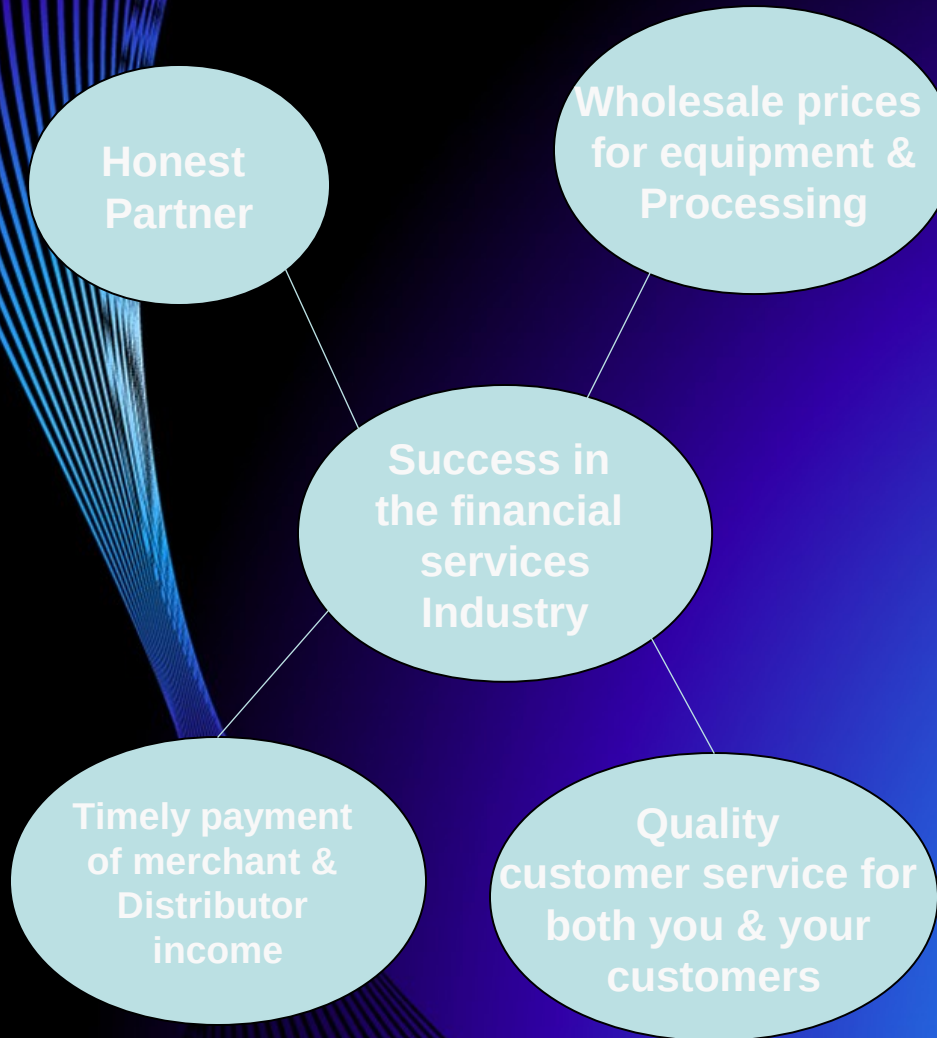 Honest
Partner
Wholesale prices
for equipment &
Processing
Success in
the financial
services
Industry
Timely payment
of merchant &
Distributor
income
Quality
customer service for
both you & your
customers